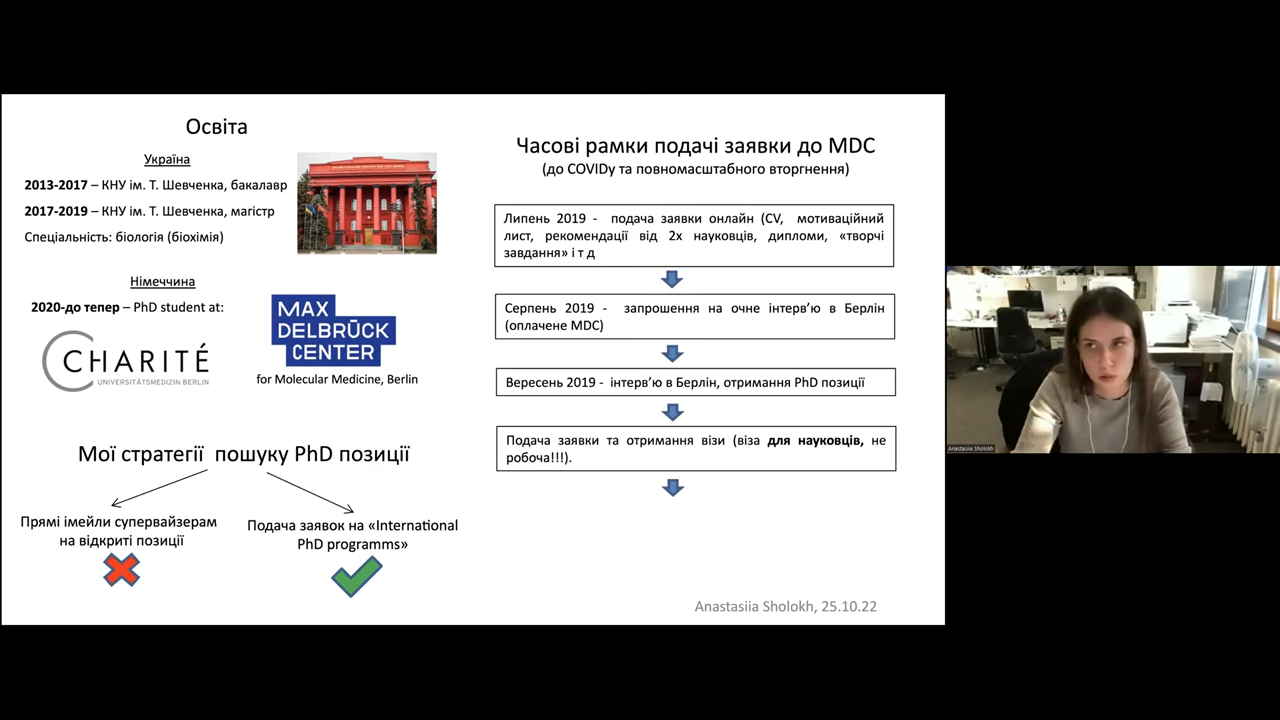 Освіта
Україна
2013-2017 – КНУ ім. Т. Шевченка, бакалавр
2017-2019 – КНУ ім. Т. Шевченка, магістр
Спеціальність: біологія (біохімія)
Німеччина
2020-до тепер – PhD student at:
CHARITÉ
UNIVERSITÄTSMEDIZIN BERLIN
MAX
DELBRÜCK
CENTER
for Molecular Medicine, Berlin
Мої стратегії пошуку PhD позиції
Прямі імейли супервайзерам
на відкриті позиції
Подача заявок на «International
PhD programms»
Часові рамки подачі заявки до MDC
(до COVIDу та повномасштабного вторгнення)
Липень 2019 - подача заявки онлайн (CV, мотиваційний
лист, рекомендації від 2х науковців, дипломи, «творчі
завдання» і т д
Серпень 2019 - запрошення на очне інтерв'ю в Берлін
(оплачене MDC)
Вересень 2019 - інтерв'ю в Берлін, отримання PhD позиції
Подача заявки та отримання візи (віза для науковців, не
робоча!!!).
Anastasiia Sholokh, 25.10.22
Anastasiia Sholokh